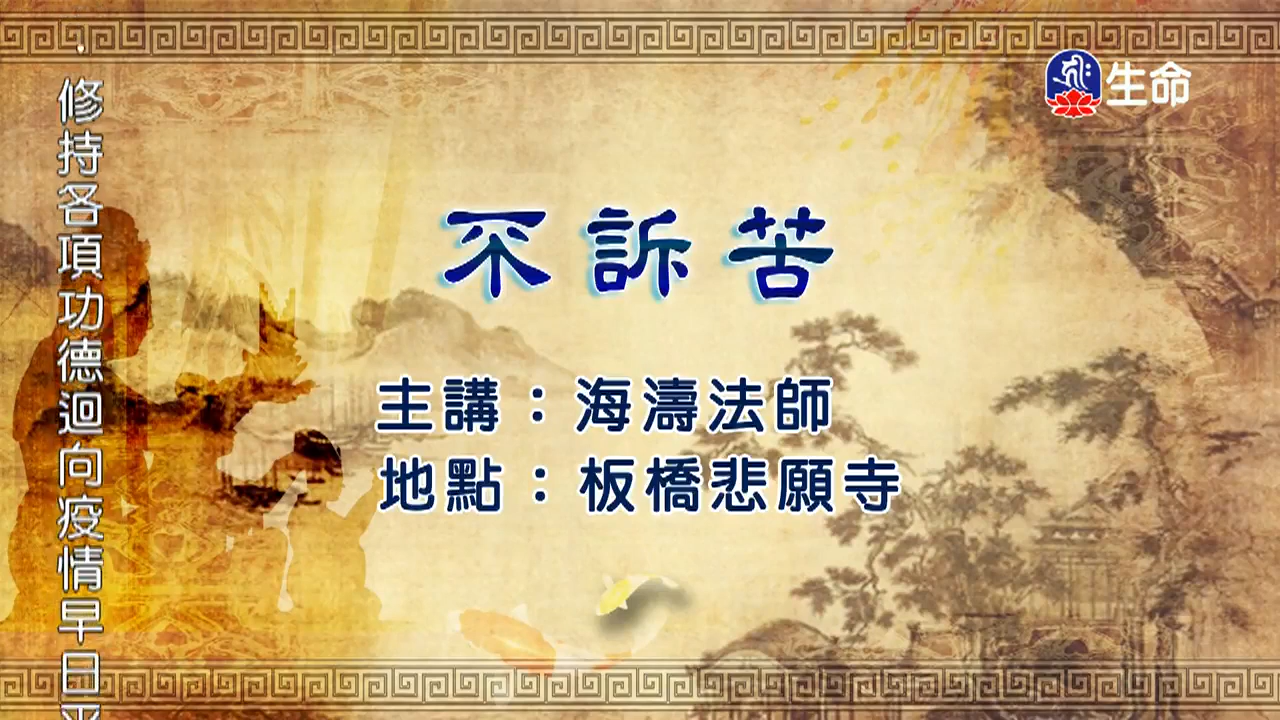 生命
不訴苦
主講：海濤法師
地點：板橋悲願寺
修持各項功德迴向疫情早日平